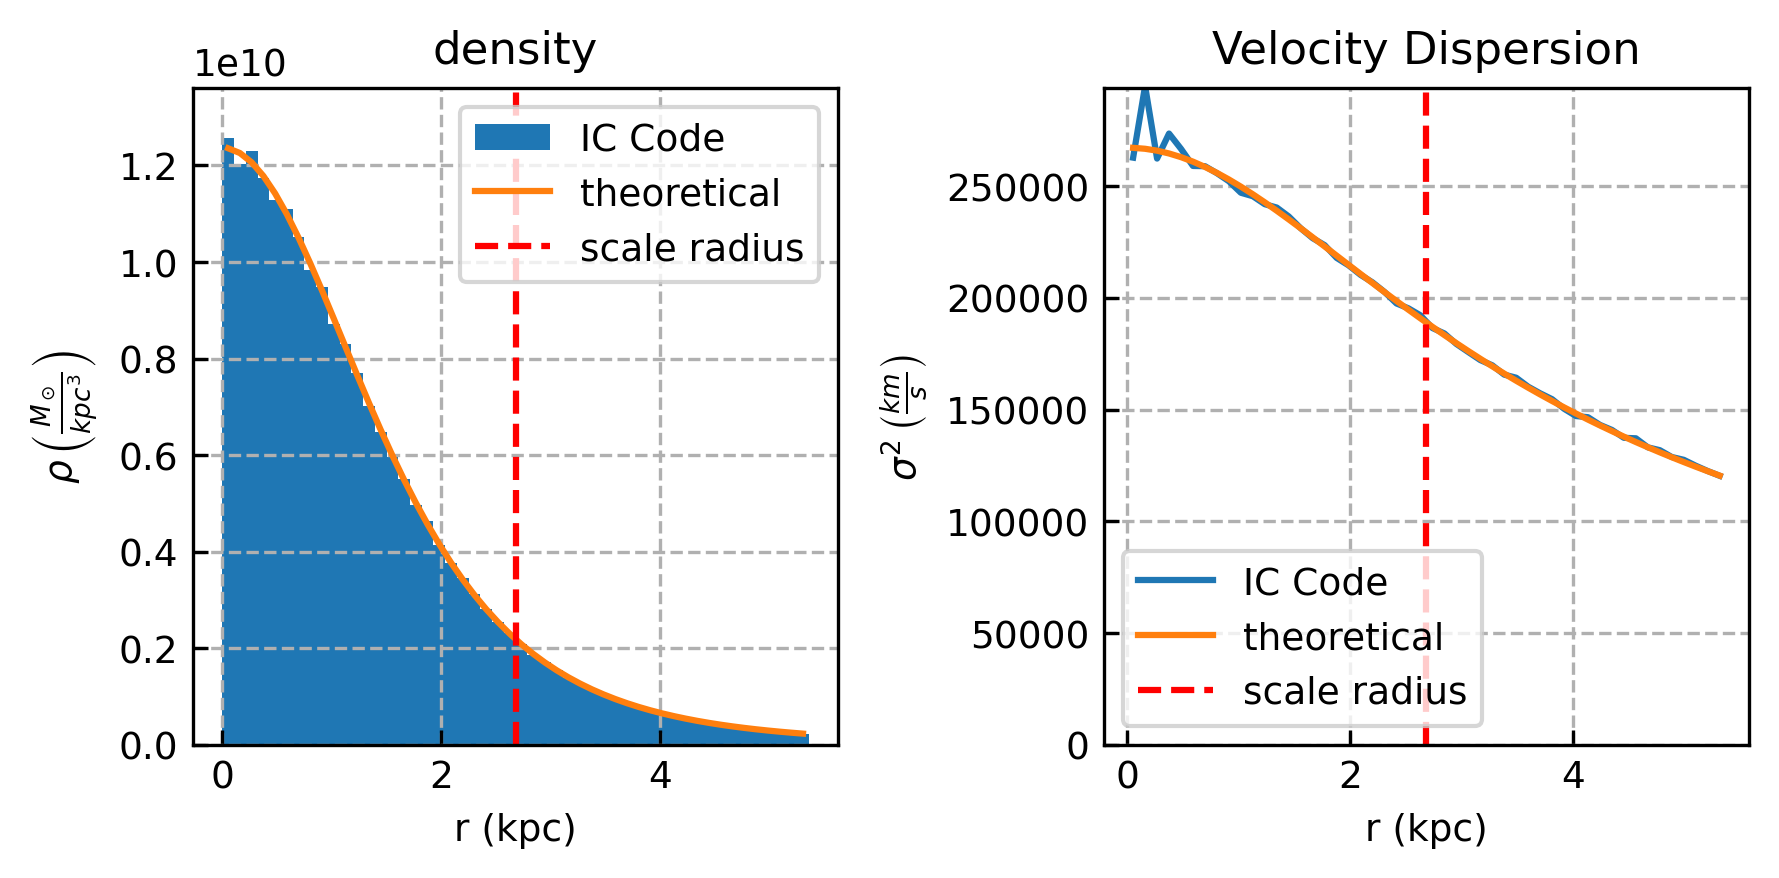 density
1e10
1.2
1.0
0.8
0.6
0.4
0.2
0.0
0 2 4
r (kpc)
ρ (M⊙/kpc³)
IC Code
theoretical
scale radius
Velocity Dispersion
250000
200000
150000
100000
50000
0
0 2 4
r (kpc)
σ² (km/s)
IC Code
theoretical
scale radius